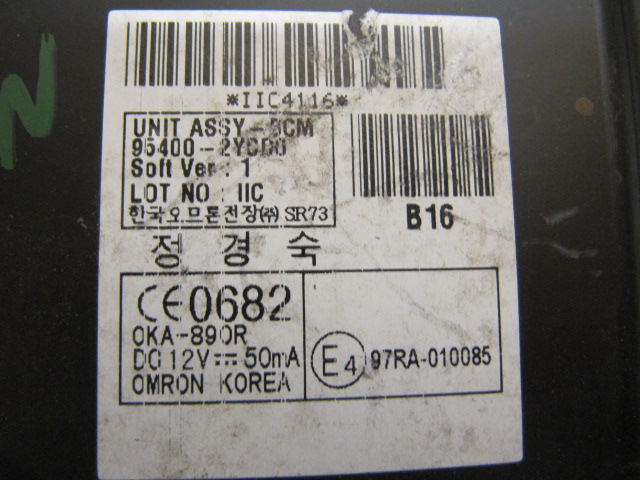 N
*IIC4116*
UNIT ASSY-BCM
95400-2YCD0
Soft Ver : 1
LOT NO : IIC
한국오므론전장(주) SR73
B16
정경숙
CE0682
OKA-890R
DC 12V ⎓ 50mA
OMRON KOREA
E4 97RA-010085